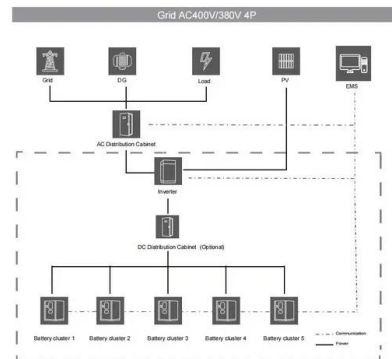 Grid AC400V/380V 4P
Grid
DG
Load
PV
EMS
AC Distribution Cabinet
Inverter
DC Distribution Cabinet (Optional)
Battery cluster 1
Battery cluster 2
Battery cluster 3
Battery cluster 4
Battery cluster 5
Communication
Power